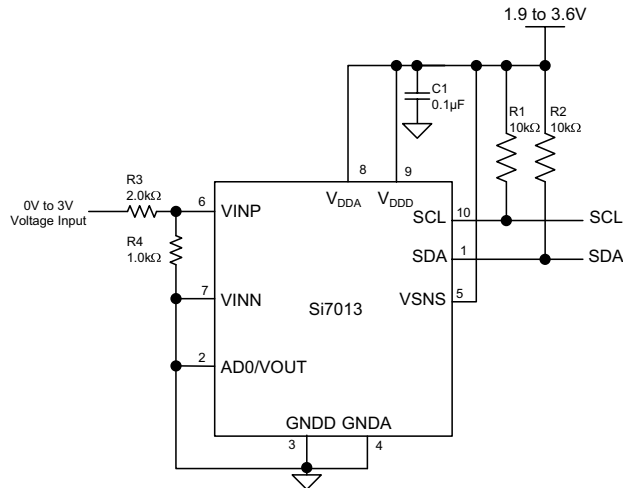 1.9 to 3.6V
C1
0.1µF
R1
10kΩ
R2
10kΩ
8
9
R3
2.0kΩ
0V to 3V
Voltage Input
6
VINP
VDDA
VDDD
SCL
10
SCL
R4
1.0kΩ
SDA
1
SDA
7
VINN
Si7013
VSNS
5
2
AD0/VOUT
GNDD
GNDA
3
4